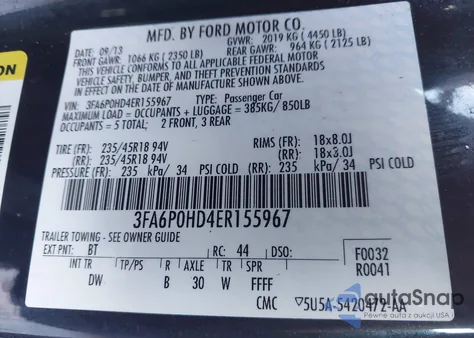 MFD. BY FORD MOTOR CO.
09/13 GVWR: 2019 KG ( 4450 LB)
FRONT GAWR: 1066 KG ( 2350 LB) REAR GAWR: 964 KG ( 2125 LB)
THIS VEHICLE CONFORMS TO ALL APPLICABLE FEDERAL MOTOR
VEHICLE SAFETY, BUMPER, AND THEFT PREVENTION STANDARDS IN
EFFECT ON THE DATE OF MANUFACTURE SHOWN ABOVE.
VIN: 3FA6P0HD4ER155967 TYPE: Passenger Car
MAXIMUM LOAD = OCCUPANTS + LUGGAGE = 385KG/ 850LB
OCCUPANTS = 5 TOTAL; 2 FRONT, 3 REAR
TIRE (FR): 235/45R18 94V RIMS (FR): 18x8.0J
(RR): 235/45R18 94V (RR): 18x3.0J
PRESSURE (FR): 235 kPa/ 34 PSI COLD (RR): 235 kPa/ 34 PSI COLD
3FA6P0HD4ER155967
TRAILER TOWING - SEE OWNER GUIDE
EXT PNT: BT RC: 44 DSO: F0032
INT TR TP/PS R AXLE TR SPR R0041
DW B 30 W FFFF
CMC 5U5A-5420472-AA
autoSnap
Pewne auta z USA i